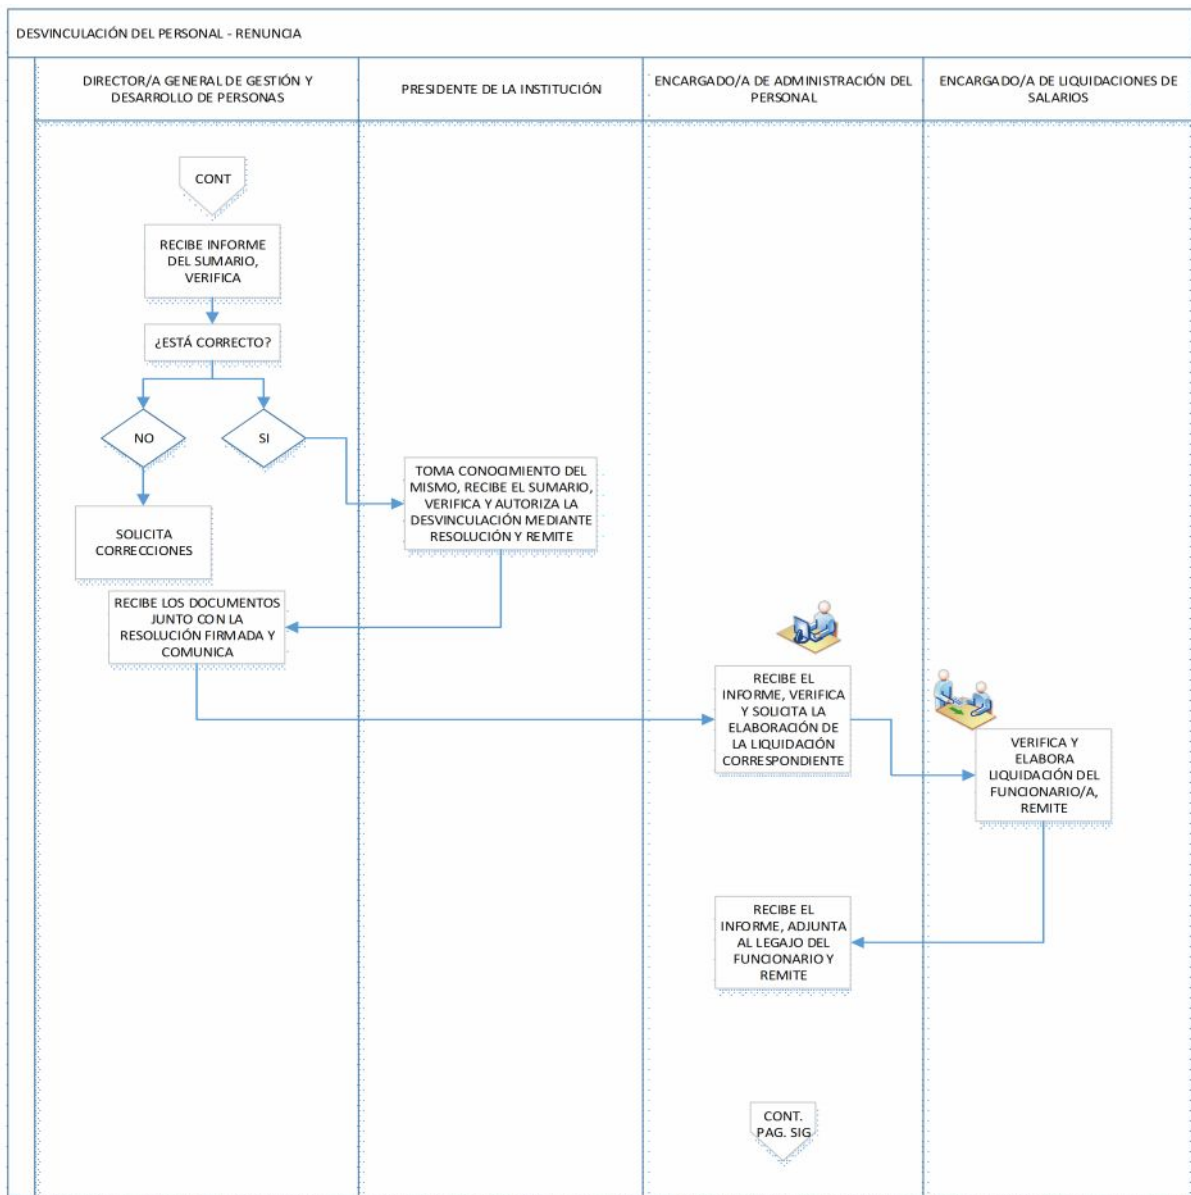 DESVINCULACIÓN DEL PERSONAL - RENUNCIA
DIRECTOR/A GENERAL DE GESTIÓN Y
DESARROLLO DE PERSONAS
PRESIDENTE DE LA INSTITUCIÓN
ENCARGADO/A DE ADMINISTRACIÓN DEL
PERSONAL
ENCARGADO/A DE LIQUIDACIONES DE
SALARIOS
CONT
RECIBE INFORME
DEL SUMARIO,
VERIFICA
¿ESTÁ CORRECTO?
NO
SI
TOMA CONOCIMIENTO DEL
MISMO, RECIBE EL SUMARIO,
VERIFICA Y AUTORIZA LA
DESVINCULACIÓN MEDIANTE
RESOLUCIÓN Y REMITE
SOLICITA
CORRECCIONES
RECIBE LOS DOCUMENTOS
JUNTO CON LA
RESOLUCIÓN FIRMADA Y
COMUNICA
RECIBE EL
INFORME, VERIFICA
Y SOLICITA LA
ELABORACIÓN DE
LA LIQUIDACIÓN
CORRESPONDIENTE
VERIFICA Y
ELABORA
LIQUIDACIÓN DEL
FUNCIONARIO/A,
REMITE
RECIBE EL
INFORME, ADJUNTA
AL LEGAJO DEL
FUNCIONARIO Y
REMITE
CONT.
PAG. SIG